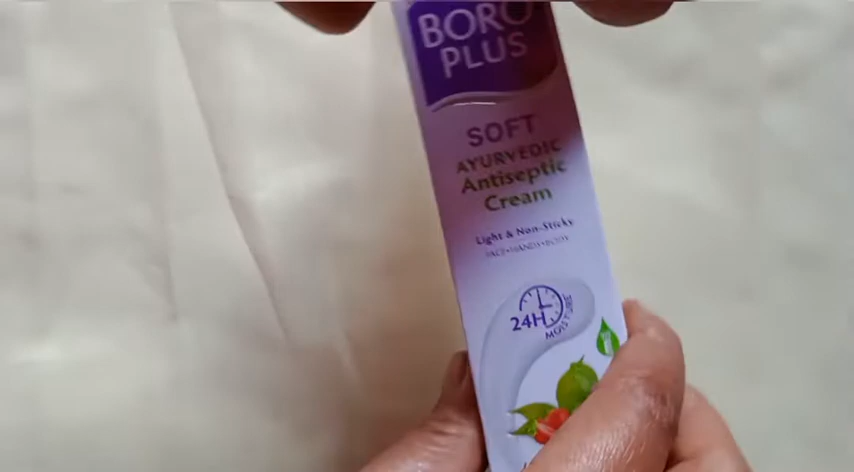 BORO
PLUS
SOFT
AYURVEDIC
Antiseptic
Cream
Light & Non-Sticky
FACE•HANDS•BODY
24H
MOISTURE